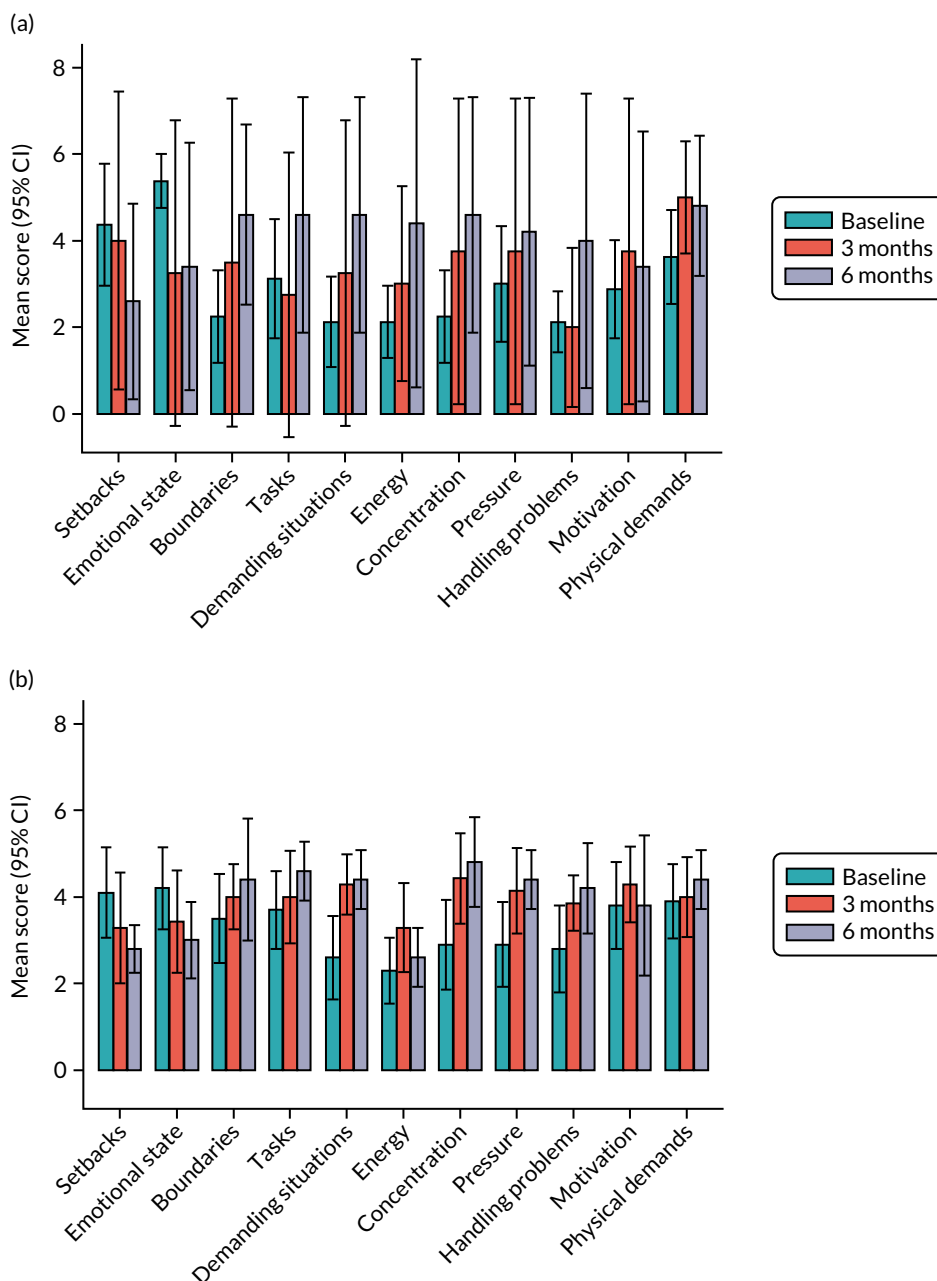 (a)
8
6
4
2
0
Mean score (95% CI)
Setbacks
Emotional state
Boundaries
Tasks
Demanding situations
Energy
Concentration
Pressure
Handling problems
Motivation
Physical demands
Baseline
3 months
6 months
(b)
8
6
4
2
0
Mean score (95% CI)
Setbacks
Emotional state
Boundaries
Tasks
Demanding situations
Energy
Concentration
Pressure
Handling problems
Motivation
Physical demands
Baseline
3 months
6 months